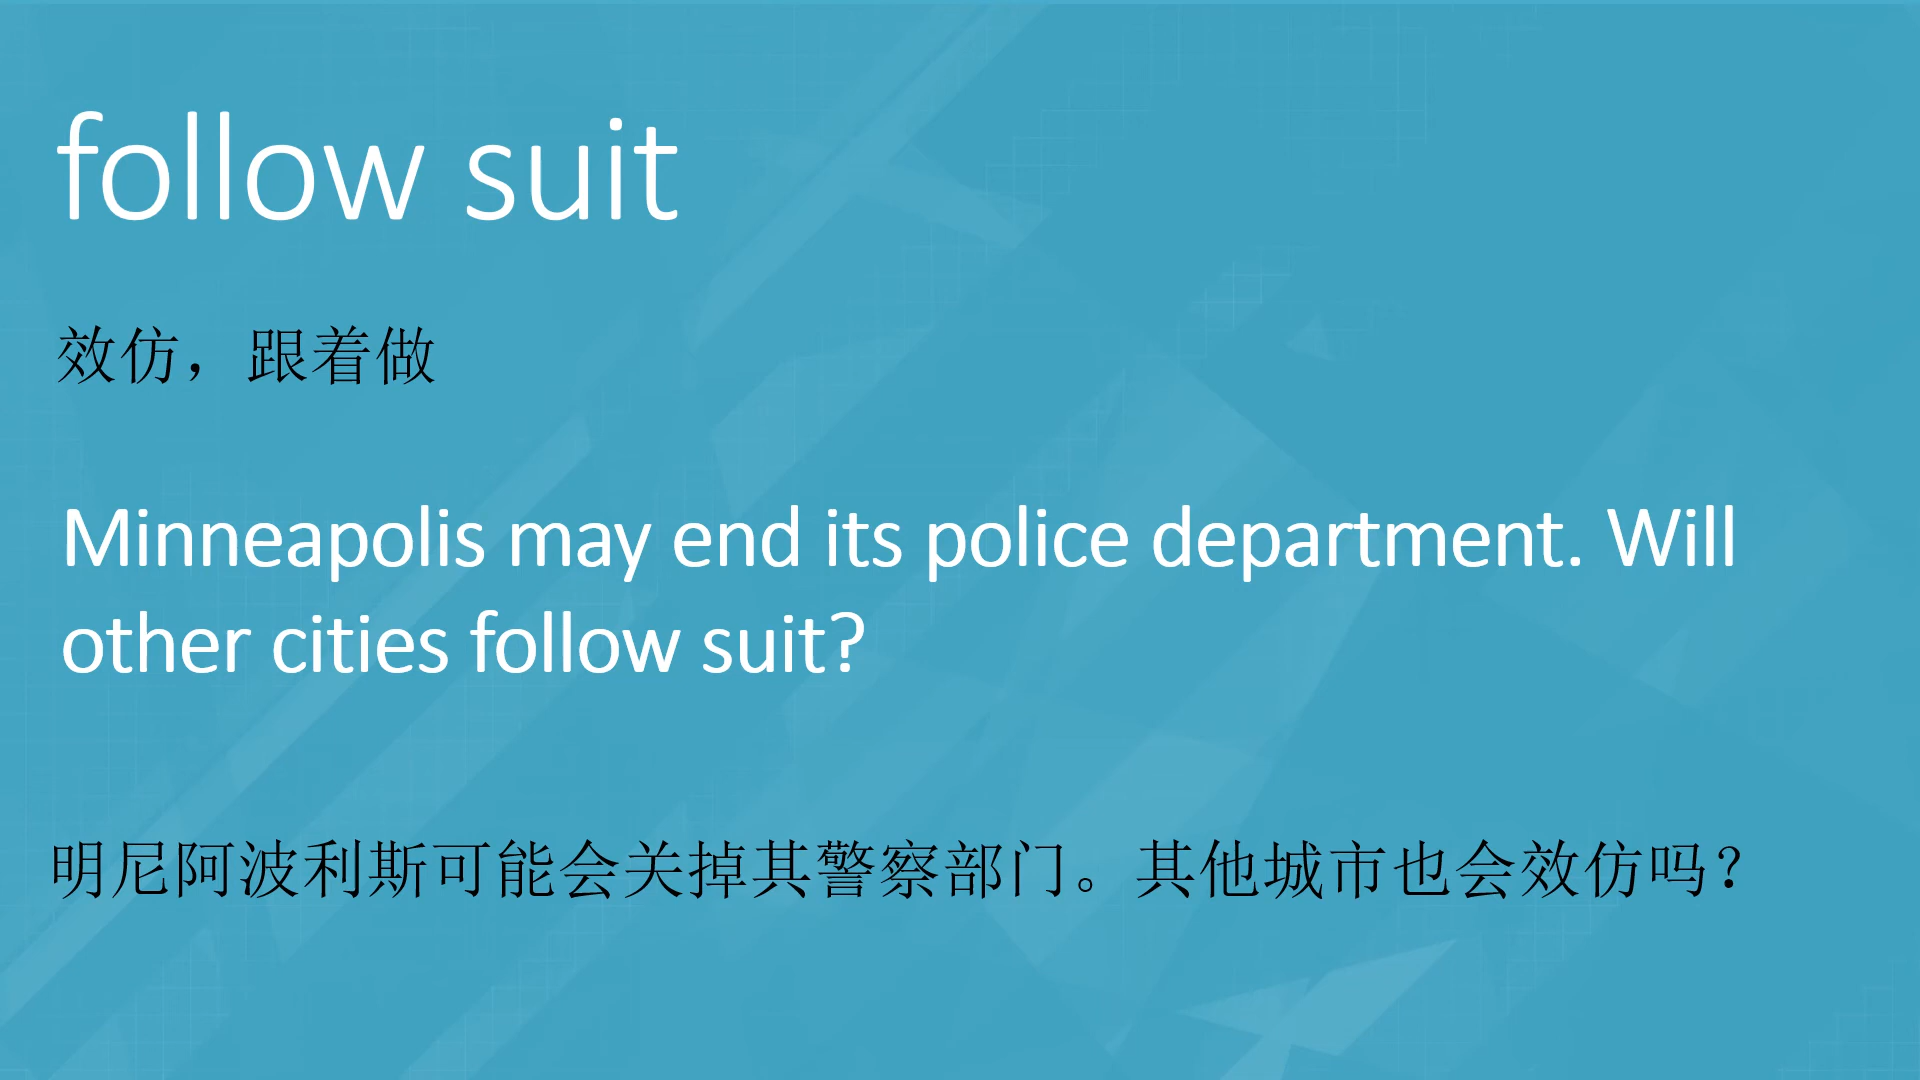 follow suit
效仿，跟着做
Minneapolis may end its police department. Will
other cities follow suit?
明尼阿波利斯可能会关掉其警察部门。其他城市也会效仿吗？